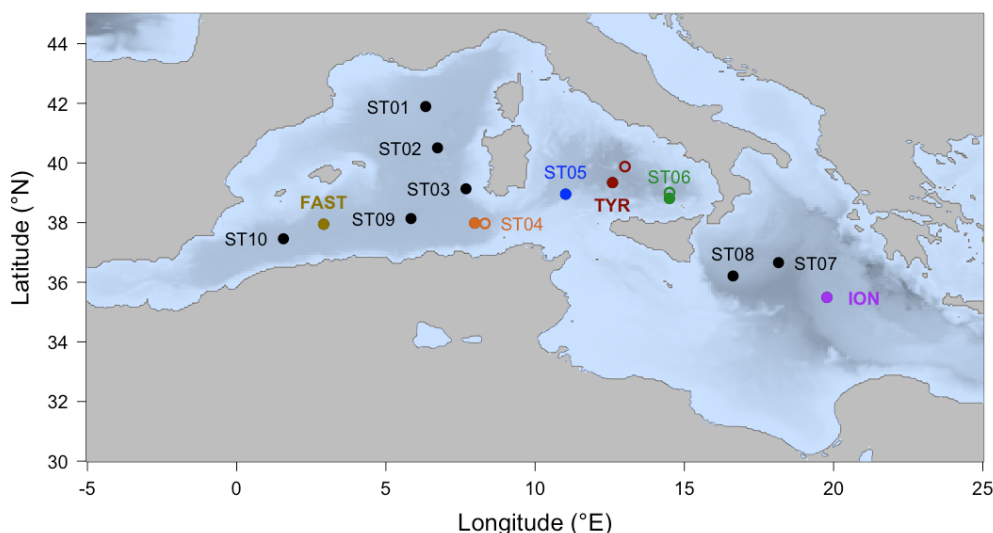 44
42
40
38
36
34
32
30
-5
0
5
10
15
20
25
Latitude (°N)
Longitude (°E)
ST01
ST02
ST03
FAST
ST09
ST10
ST04
ST05
TYR
ST06
ST08
ST07
ION